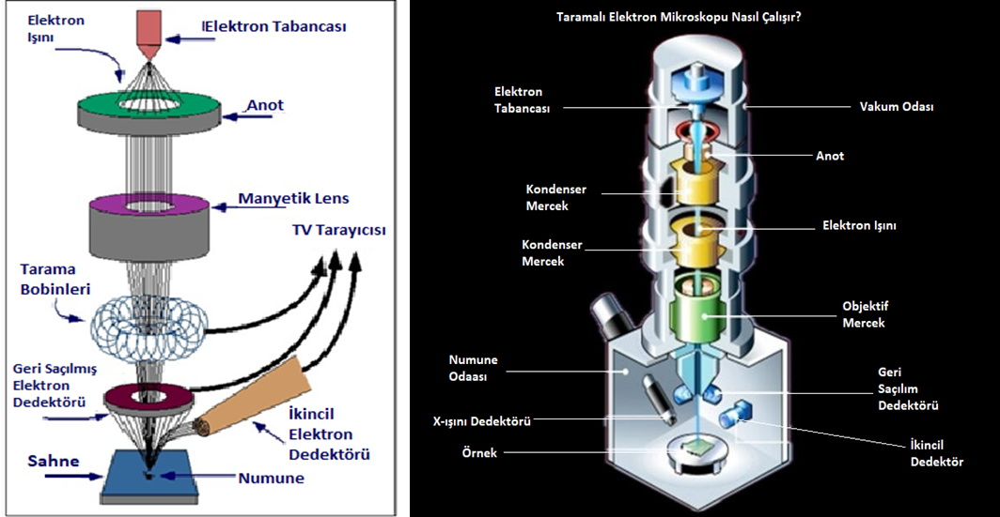 Elektron
Işını
Elektron Tabancası
Anot
Manyetik Lens
TV Tarayıcısı
Tarama
Bobinleri
Geri Saçılmış
Elektron
Dedektörü
İkincil
Elektron
Dedektörü
Sahne
Numune
Taramalı Elektron Mikroskopu Nasıl Çalışır?
Elektron
Tabancası
Vakum Odası
Anot
Kondenser
Mercek
Elektron Işını
Kondenser
Mercek
Objektif
Mercek
Numune
Odaası
Geri
Saçılım
Dedektörü
X-ışını Dedektörü
İkincil
Dedektör
Örnek